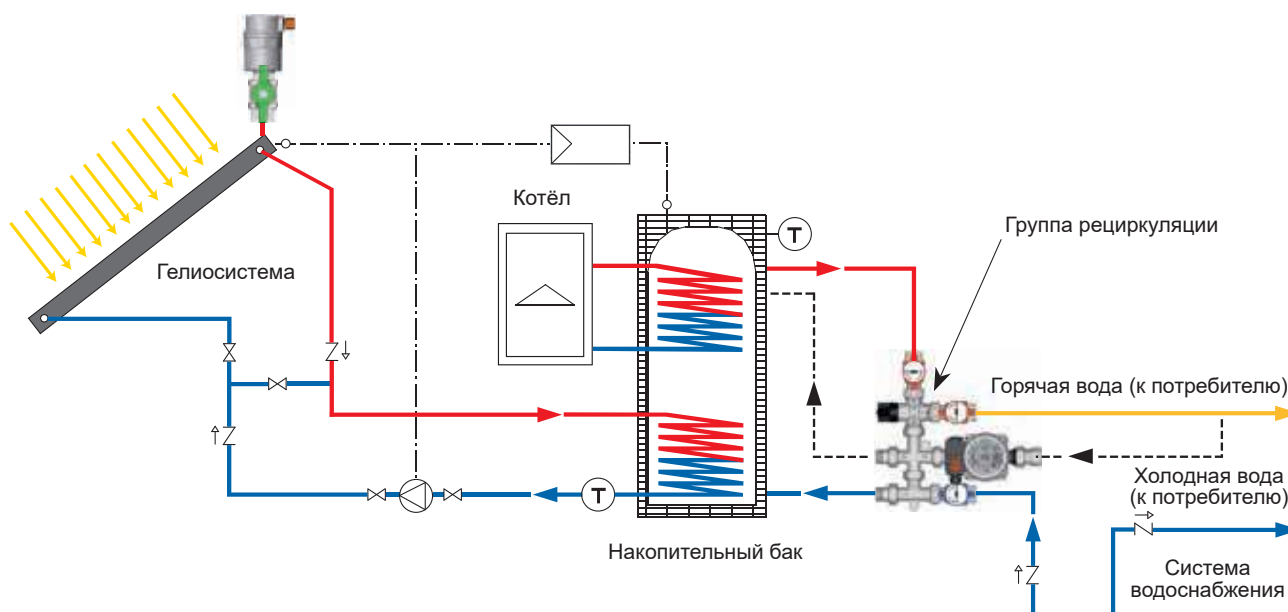 Котёл
Группа рециркуляции
Гелиосистема
T
Горячая вода (к потребителю)
Холодная вода
(к потребителю)
T
Накопительный бак
Система
водоснабжения